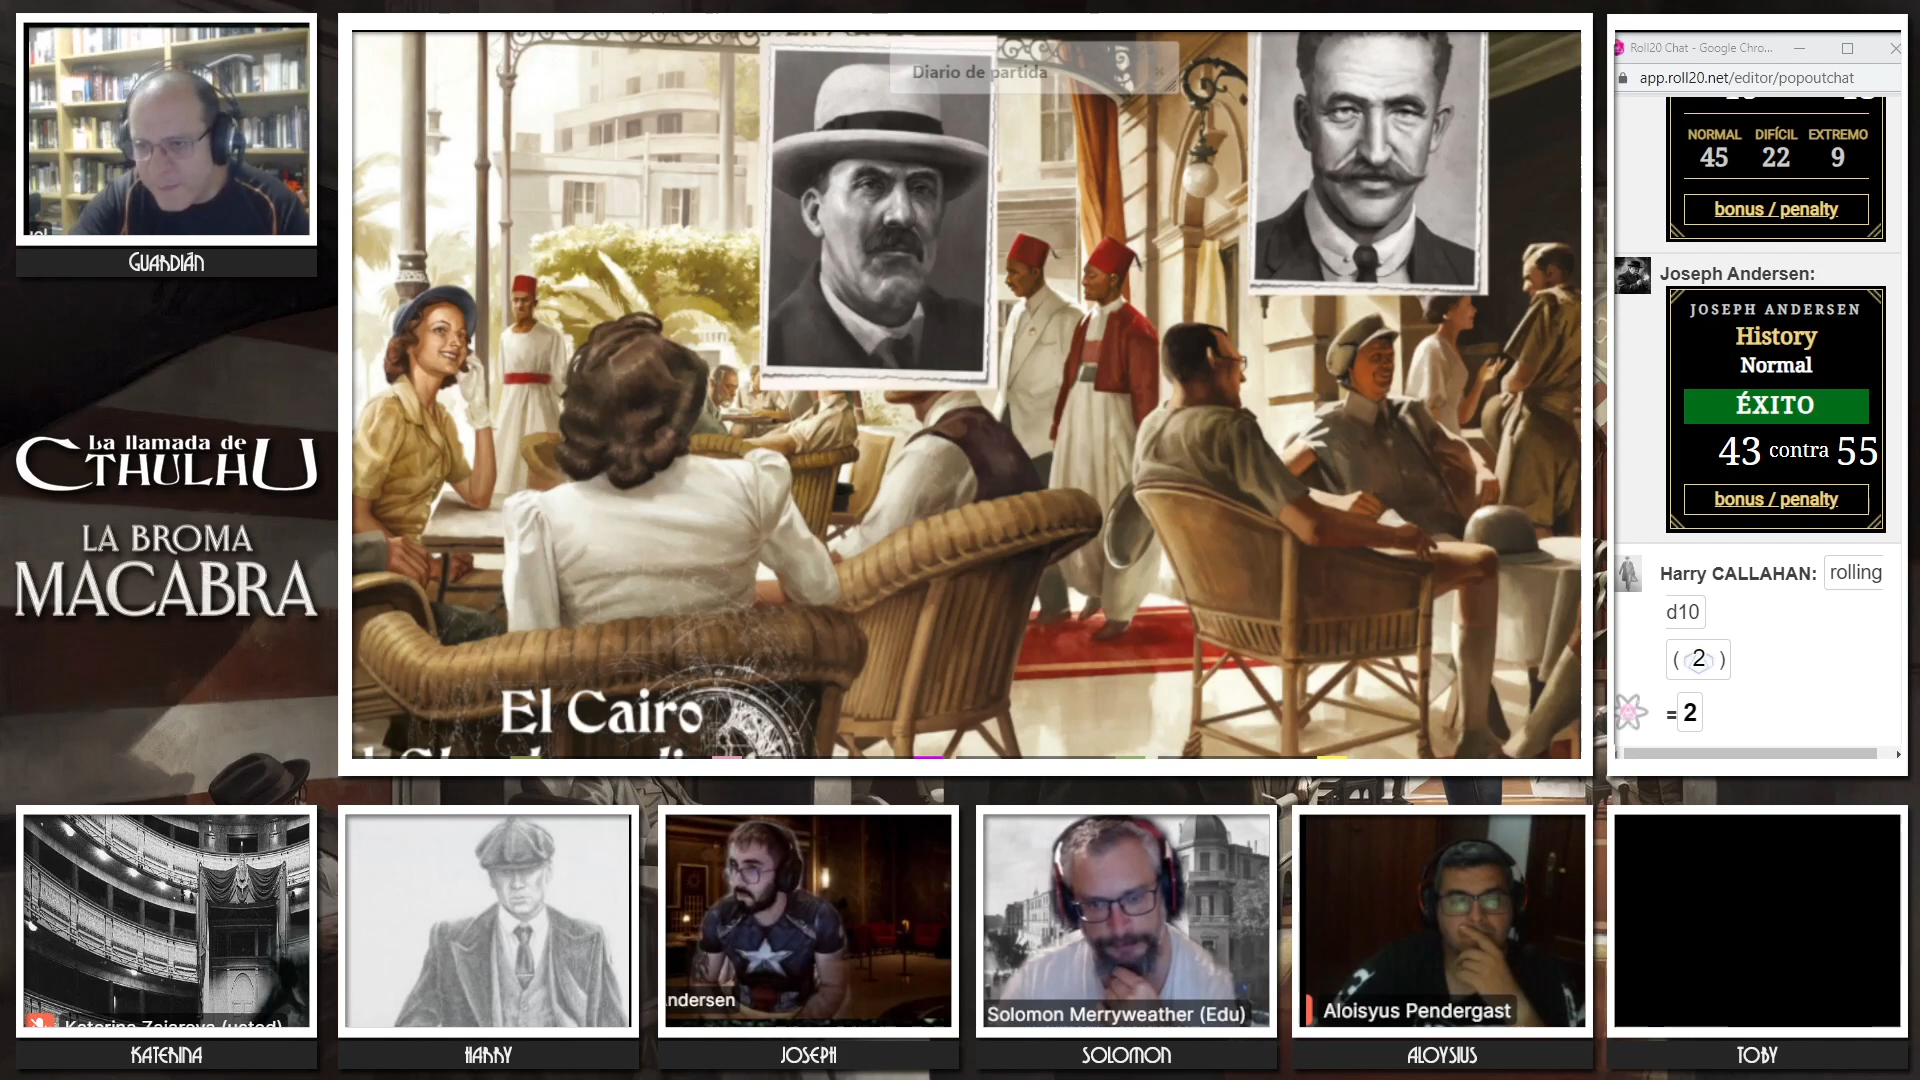 GUARDIÁN
La llamada de
CTHULHU
LA BROMA
MACABRA
Diario de partida
El Cairo
Roll20 Chat - Google Chro...
app.roll20.net/editor/popoutchat
NORMAL DIFÍCIL EXTREMO
45 22 9
bonus / penalty
Joseph Andersen:
JOSEPH ANDERSEN
History
Normal
ÉXITO
43 contra 55
bonus / penalty
Harry CALLAHAN: rolling
d10
( 2 )
= 2
ndersen
Solomon Merryweather (Edu)
Aloisyus Pendergast
KATERINA
HARRY
JOSEPH
SOLOMON
ALOYSIUS
TOBY